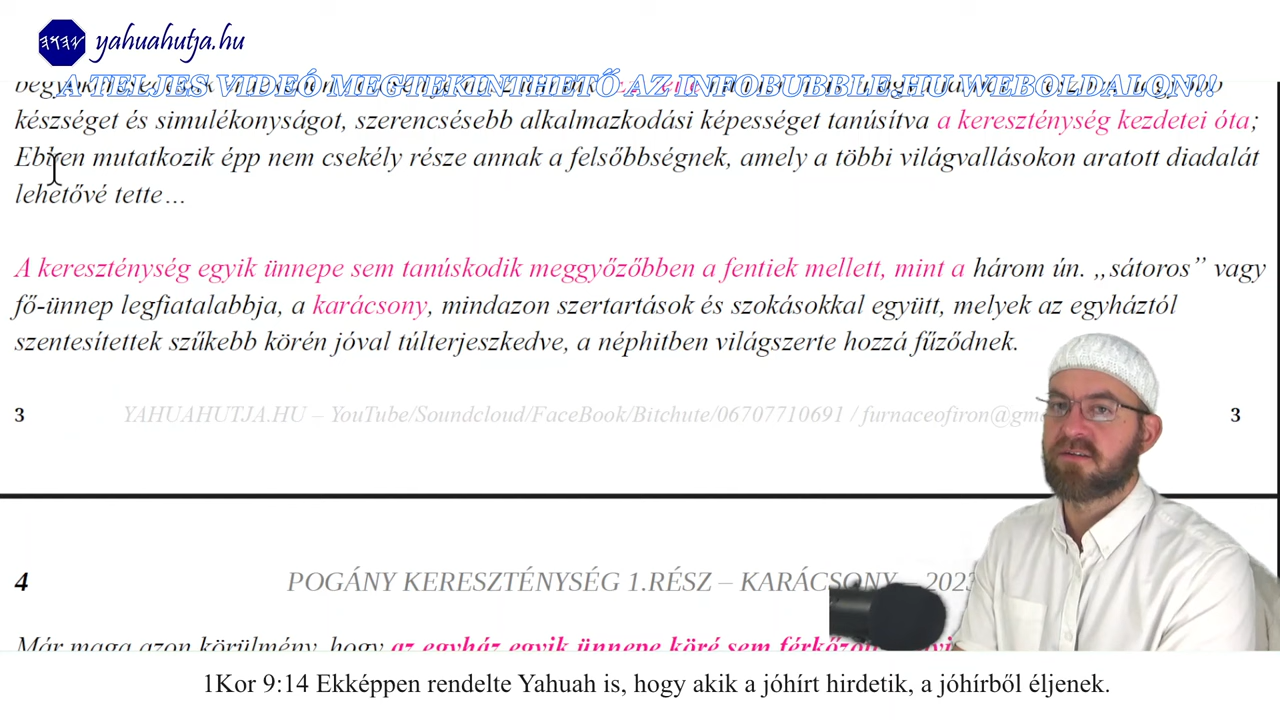 yahuahutja.hu
A TELJES VIDEÓ MEGTEKINTHETŐ AZ INFOBUBBLE.HU WEBOLDALON!!
készséget és simulékonyságot, szerencsésebb alkalmazkodási képességet tanúsítva a kereszténység kezdetei óta;
Ebben mutatkozik épp nem csekély része annak a felsőbbségnek, amely a többi világvallásokon aratott diadalát
lehetővé tette…
A kereszténység egyik ünnepe sem tanúskodik meggyőzőbben a fentiek mellett, mint a három ún. „sátoros” vagy
fő-ünnep legfiatalabbja, a karácsony, mindazon szertartások és szokásokkal együtt, melyek az egyháztól
szentesítettek szűkebb körén jóval túlterjeszkedve, a néphitben világszerte hozzá fűződnek.
3 YAHUAHUTJA.HU – YouTube/Soundcloud/FaceBook/Bitchute/06707710691 / furnaceofiron@gm 3
4 POGÁNY KERESZTÉNYSÉG 1.RÉSZ – KARÁCSONY – 2023
Már maga azon körülmény, hogy az egyház egyik ünnepe köré sem
1Kor 9:14 Ekképpen rendelte Yahuah is, hogy akik a jóhírt hirdetik, a jóhírből éljenek.